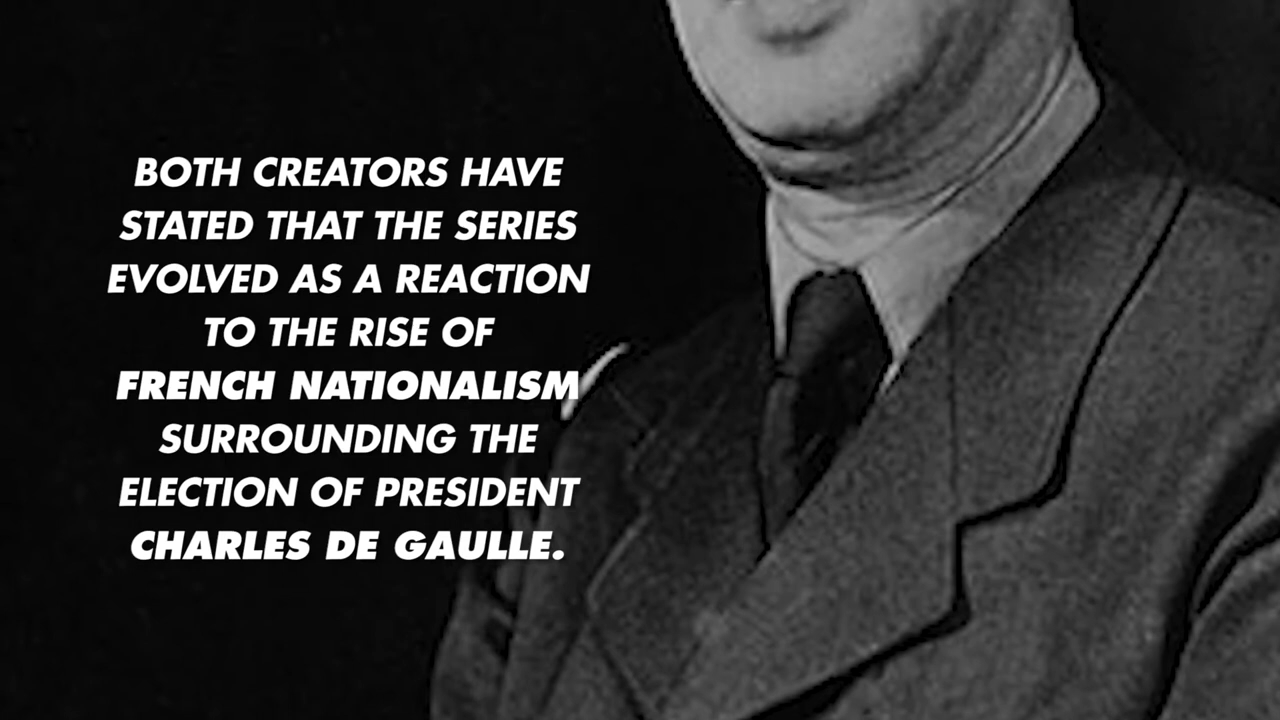 BOTH CREATORS HAVE
STATED THAT THE SERIES
EVOLVED AS A REACTION
TO THE RISE OF
FRENCH NATIONALISM
SURROUNDING THE
ELECTION OF PRESIDENT
CHARLES DE GAULLE.